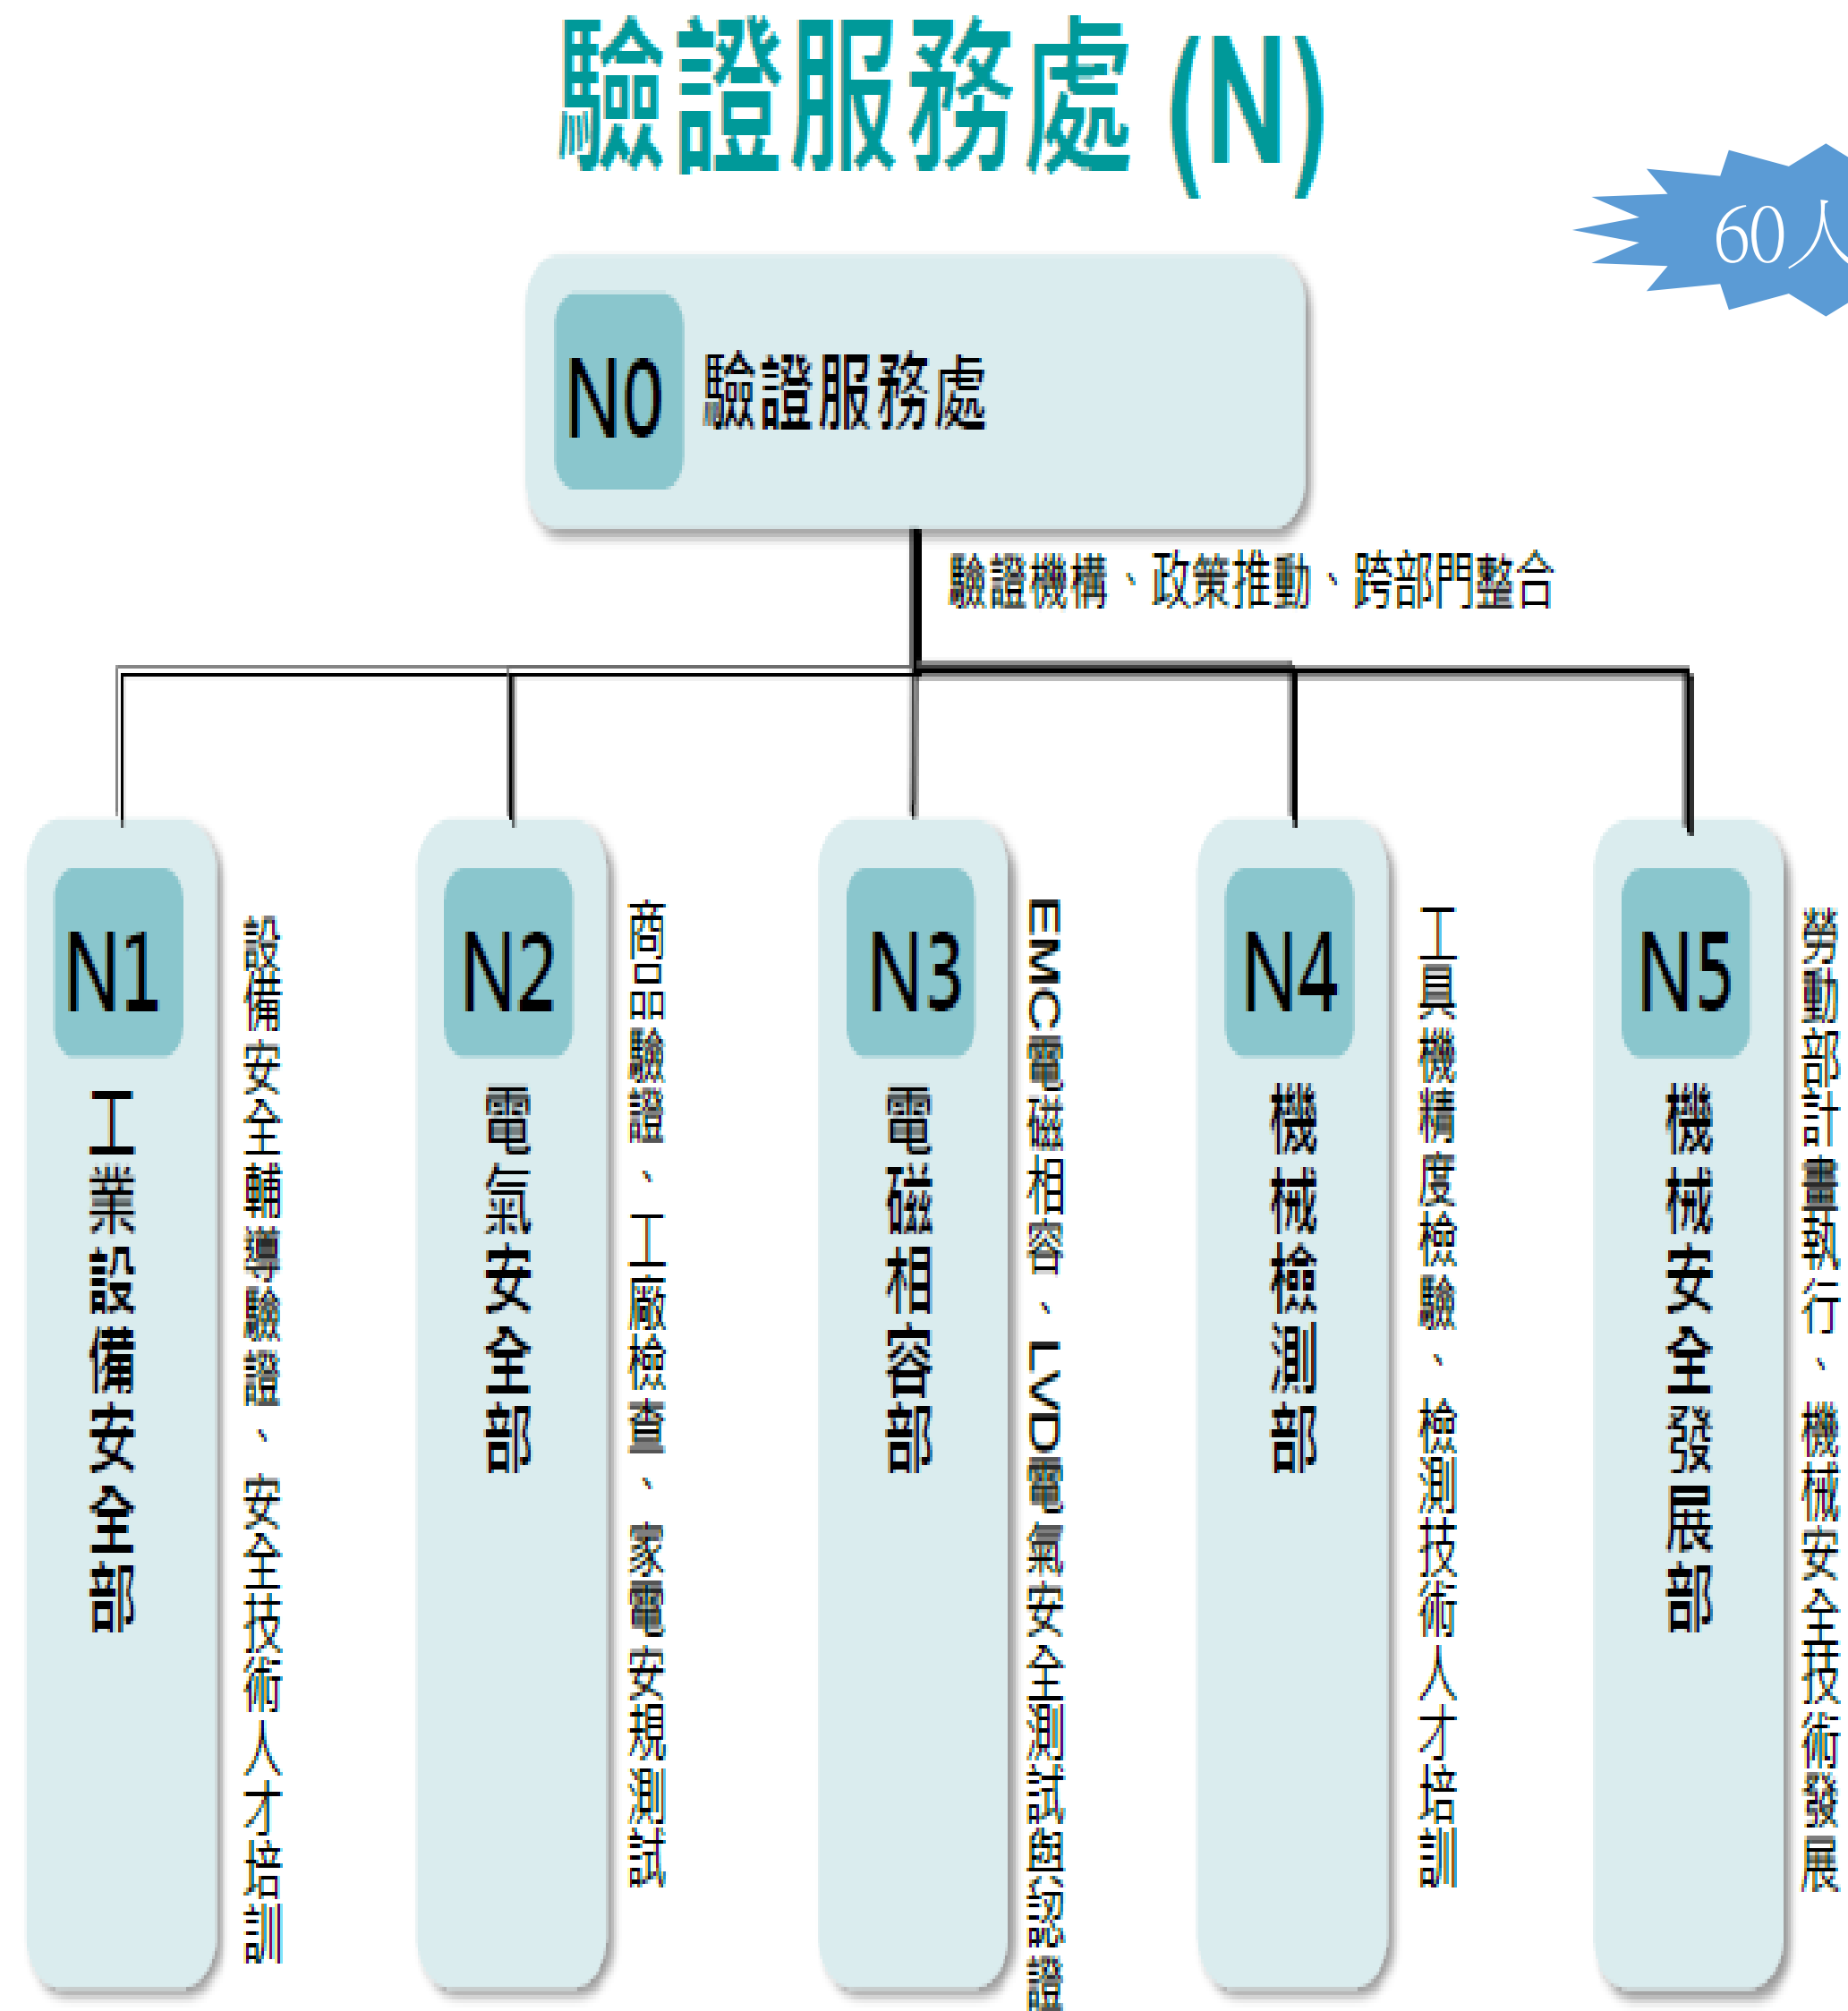 驗證服務處 (N)
60人
N0 驗證服務處
驗證機構、政策推動、跨部門整合
N1
工業設備安全部
設備安全輔導驗證、安全技術人才培訓
N2
電氣安全部
商品驗證、工廠檢查、家電安規測試
N3
電磁相容部
EMC電磁相容、LVD電氣安全測試與認證
N4
機械檢測部
工具機精度檢驗、檢測技術人才培訓
N5
機械安全發展部
勞動部計畫執行、機械安全技術發展